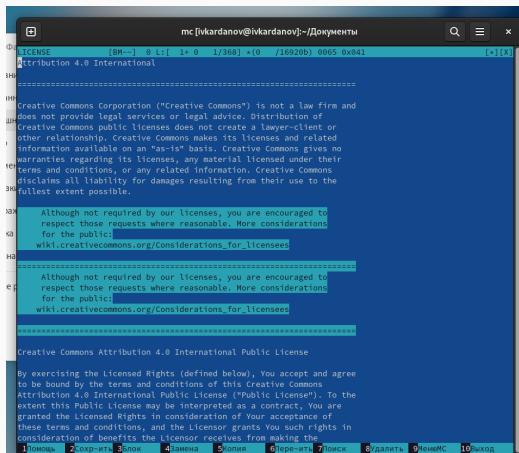 mc [ivkardanov@ivkardanov]:~/Документы
LICENSE [BM--] 0 L:[ 1+ 0 1/368] *(0 /16920b) 0065 0x041 [*][X]
Attribution 4.0 International
=======================================================================
Creative Commons Corporation ("Creative Commons") is not a law firm and
does not provide legal services or legal advice. Distribution of
Creative Commons public licenses does not create a lawyer-client or
other relationship. Creative Commons makes its licenses and related
information available on an "as-is" basis. Creative Commons gives no
warranties regarding its licenses, any material licensed under their
terms and conditions, or any related information. Creative Commons
disclaims all liability for damages resulting from their use to the
fullest extent possible.
Although not required by our licenses, you are encouraged to
respect those requests where reasonable. More considerations
for the public:
wiki.creativecommons.org/Considerations_for_licensees
=======================================================================
Although not required by our licenses, you are encouraged to
respect those requests where reasonable. More considerations
for the public:
wiki.creativecommons.org/Considerations_for_licensees
=======================================================================
Creative Commons Attribution 4.0 International Public License
By exercising the Licensed Rights (defined below), You accept and agree
to be bound by the terms and conditions of this Creative Commons
Attribution 4.0 International Public License ("Public License"). To the
extent this Public License may be interpreted as a contract, You are
granted the Licensed Rights in consideration of Your acceptance of
these terms and conditions, and the Licensor grants You such rights in
consideration of benefits the Licensor receives from making the
1Помощь 2Сохр~ить 3Блок 4Замена 5Копия 6Пере~ить 7Поиск 8Удалить 9МенюMC 10Выход